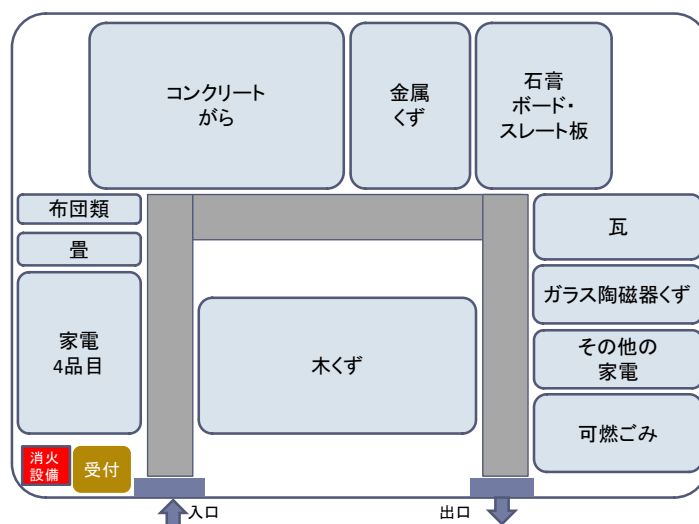 コンクリート
がら
金属
くず
石膏
ボード・
スレート板
布団類
畳
家電
4品目
木くず
瓦
ガラス陶磁器くず
その他の
家電
可燃ごみ
消火
設備
受付
入口
出口